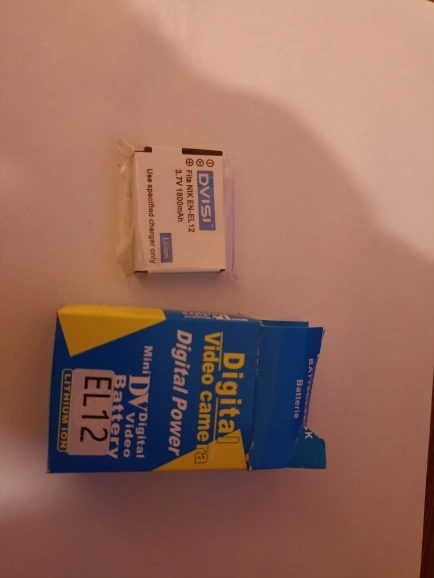 DVISI
Fits NIK EN-EL12
3.7V 1800mAh
Li-ion
Use specified charger only
Digital
Video camera
Digital Power
Mini DV/Digital
Video
Battery
EL12
LITHIUM ION
Batterie